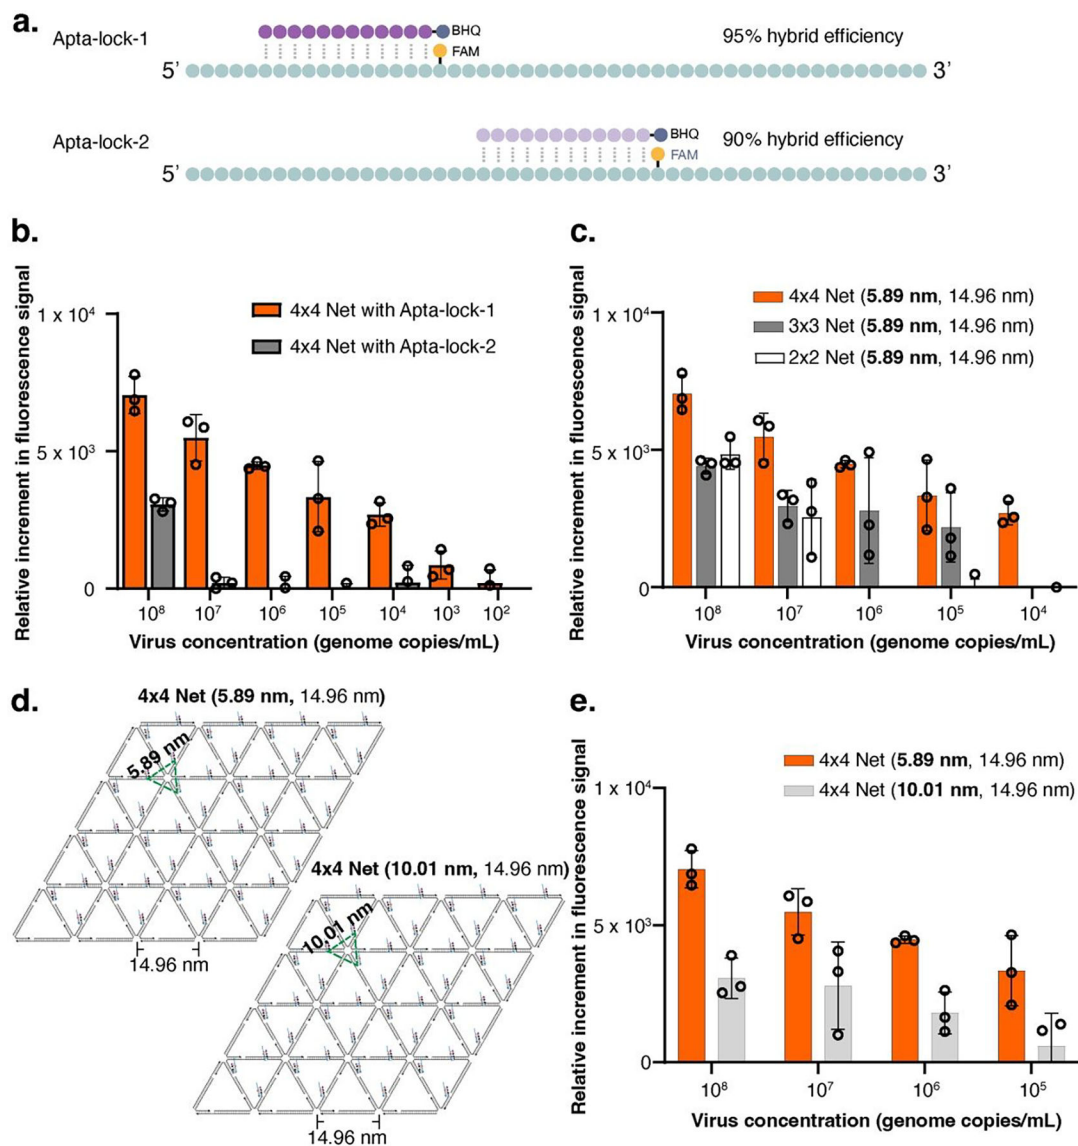 a.
Apta-lock-1
BHQ
FAM
95% hybrid efficiency
5’
3’
Apta-lock-2
BHQ
FAM
90% hybrid efficiency
5’
3’
b.
Relative increment in fluorescence signal
1 x 10⁴
5 x 10³
0
4x4 Net with Apta-lock-1
4x4 Net with Apta-lock-2
10⁸ 10⁷ 10⁶ 10⁵ 10⁴ 10³ 10²
Virus concentration (genome copies/mL)
c.
Relative increment in fluorescence signal
1 x 10⁴
5 x 10³
0
4x4 Net (5.89 nm, 14.96 nm)
3x3 Net (5.89 nm, 14.96 nm)
2x2 Net (5.89 nm, 14.96 nm)
10⁸ 10⁷ 10⁶ 10⁵ 10⁴
Virus concentration (genome copies/mL)
d.
4x4 Net (5.89 nm, 14.96 nm)
5.89 nm
14.96 nm
4x4 Net (10.01 nm, 14.96 nm)
10.01 nm
14.96 nm
e.
Relative increment in fluorescence signal
1 x 10⁴
5 x 10³
0
4x4 Net (5.89 nm, 14.96 nm)
4x4 Net (10.01 nm, 14.96 nm)
10⁸ 10⁷ 10⁶ 10⁵
Virus concentration (genome copies/mL)